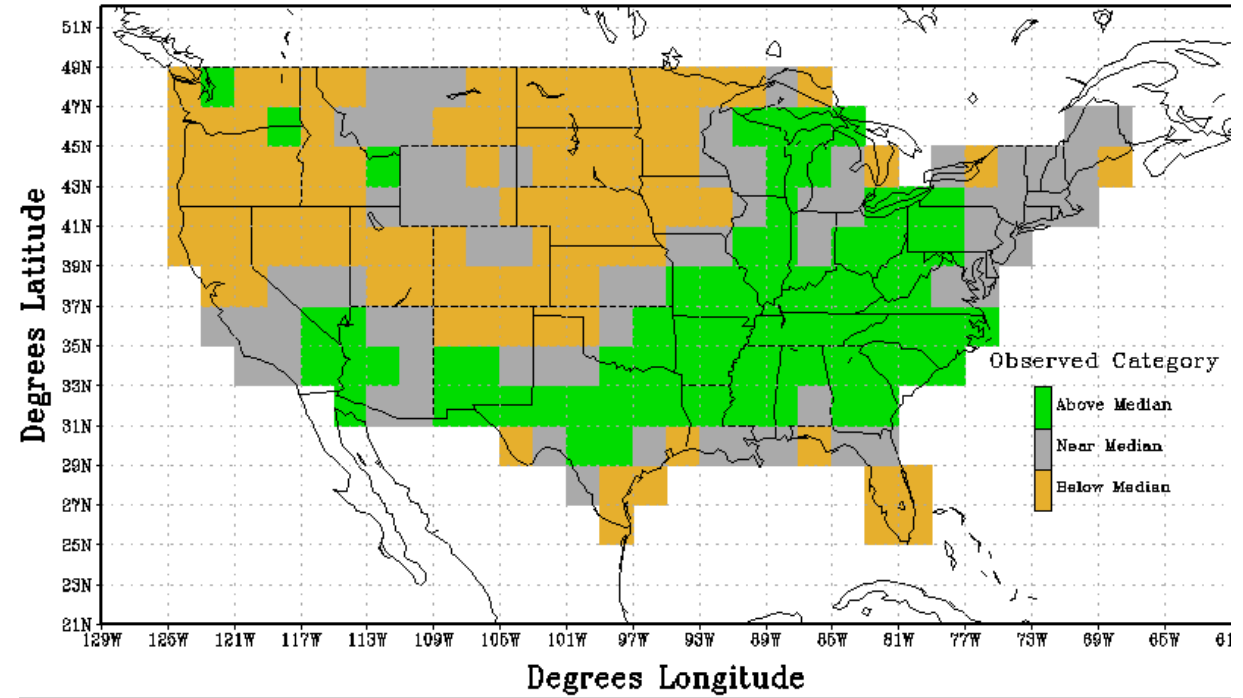 51N
49N
47N
45N
43N
41N
39N
37N
35N
33N
31N
29N
27N
25N
23N
21N
Degrees Latitude
Observed Category
Above Median
Near Median
Below Median
129W 125W 121W 117W 113W 109W 105W 101W 97W 93W 89W 85W 81W 77W 73W 69W 65W 61
Degrees Longitude